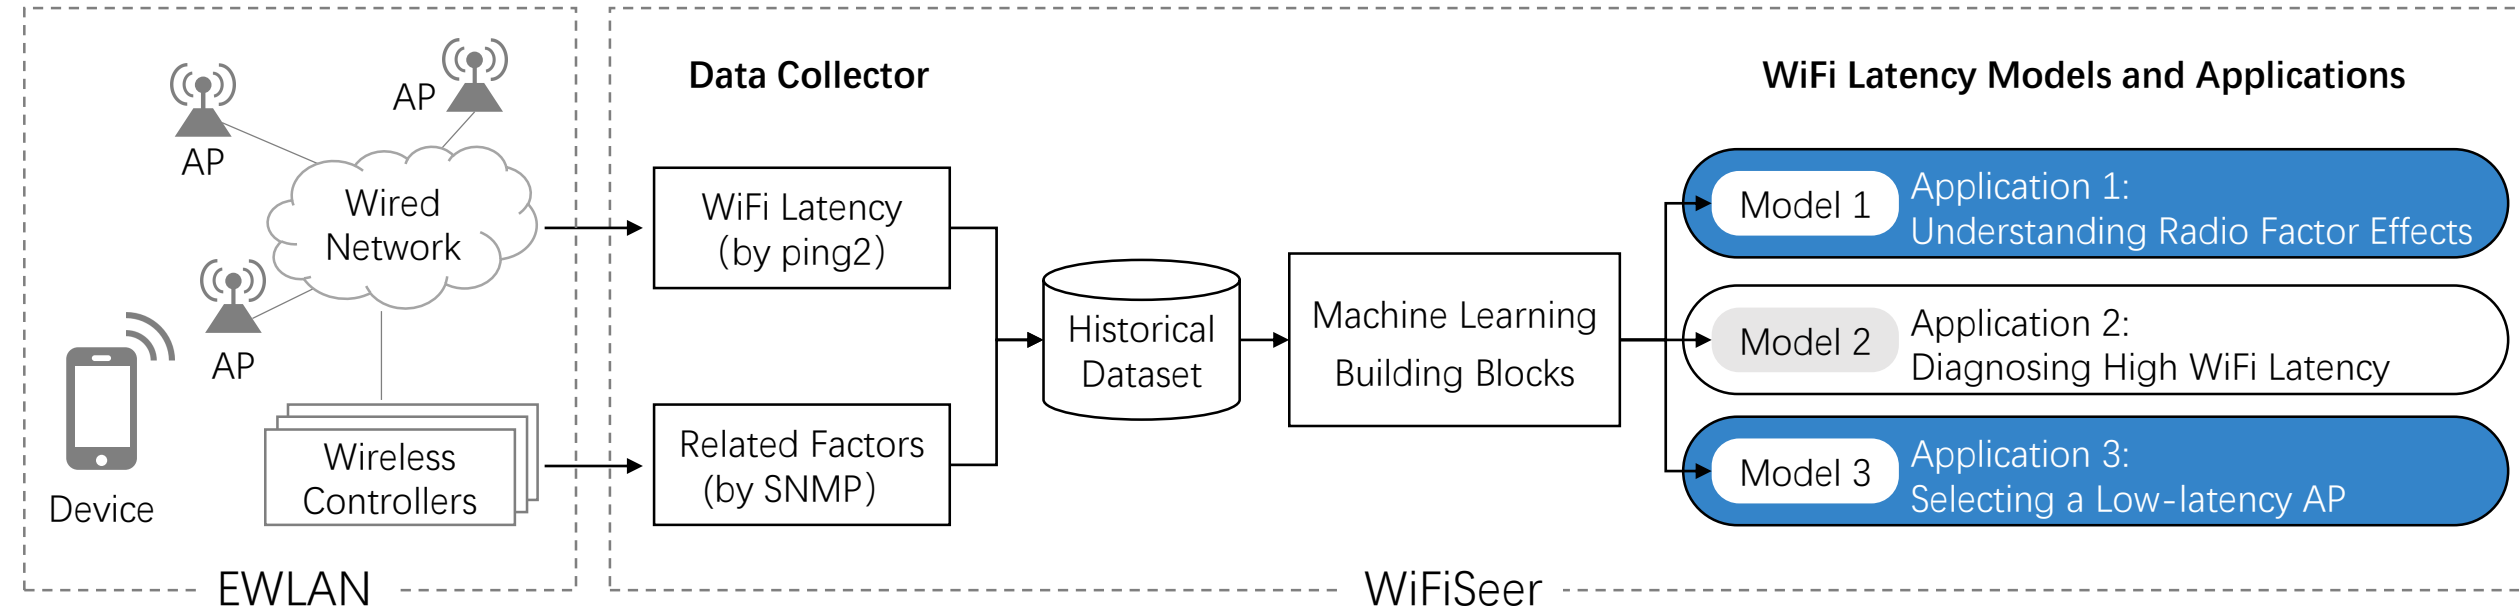 AP
AP
Wired
Network
AP
Device
Wireless
Controllers
EWLAN
Data Collector
WiFi Latency
(by ping2)
Related Factors
(by SNMP)
Historical
Dataset
Machine Learning
Building Blocks
WiFi Latency Models and Applications
Model 1
Application 1:
Understanding Radio Factor Effects
Model 2
Application 2:
Diagnosing High WiFi Latency
Model 3
Application 3:
Selecting a Low-latency AP
WiFiSeer